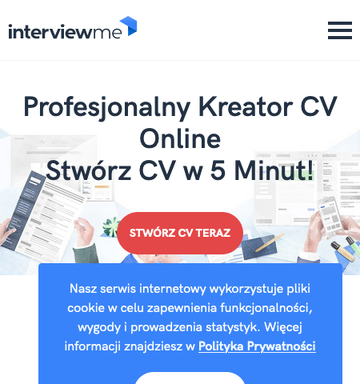 interviewme
Profesjonalny Kreator CV
Online
Stwórz CV w 5 Minut!
STWÓRZ CV TERAZ
Nasz serwis internetowy wykorzystuje pliki
cookie w celu zapewnienia funkcjonalności,
wygody i prowadzenia statystyk. Więcej
informacji znajdziesz w Polityka Prywatności